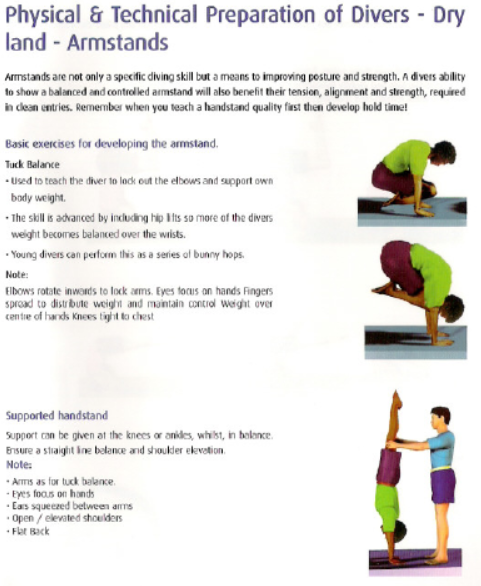 Physical & Technical Preparation of Divers - Dry
land - Armstands
Armstands are not only a specific diving skill but a means to improving posture and strength. A divers ability
to show a balanced and controlled armstand will also benefit their tension, alignment and strength, required
in clean entries. Remember when you teach a handstand quality first then develop hold time!
Basic exercises for developing the armstand.
Tuck Balance
• Used to teach the diver to lock out the elbows and support own
body weight.
• The skill is advanced by including hip lifts so more of the divers
weight becomes balanced over the wrists.
• Young divers can perform this as a series of bunny hops.
Note:
Elbows rotate inwards to lock arms. Eyes focus on hands Fingers
spread to distribute weight and maintain control Weight over
centre of hands Knees tight to chest
Supported handstand
Support can be given at the knees or ankles, whilst, in balance.
Ensure a straight line balance and shoulder elevation.
Note:
• Arms as for tuck balance.
• Eyes focus on hands
• Ears squeezed between arms
• Open / elevated shoulders
• Flat Back